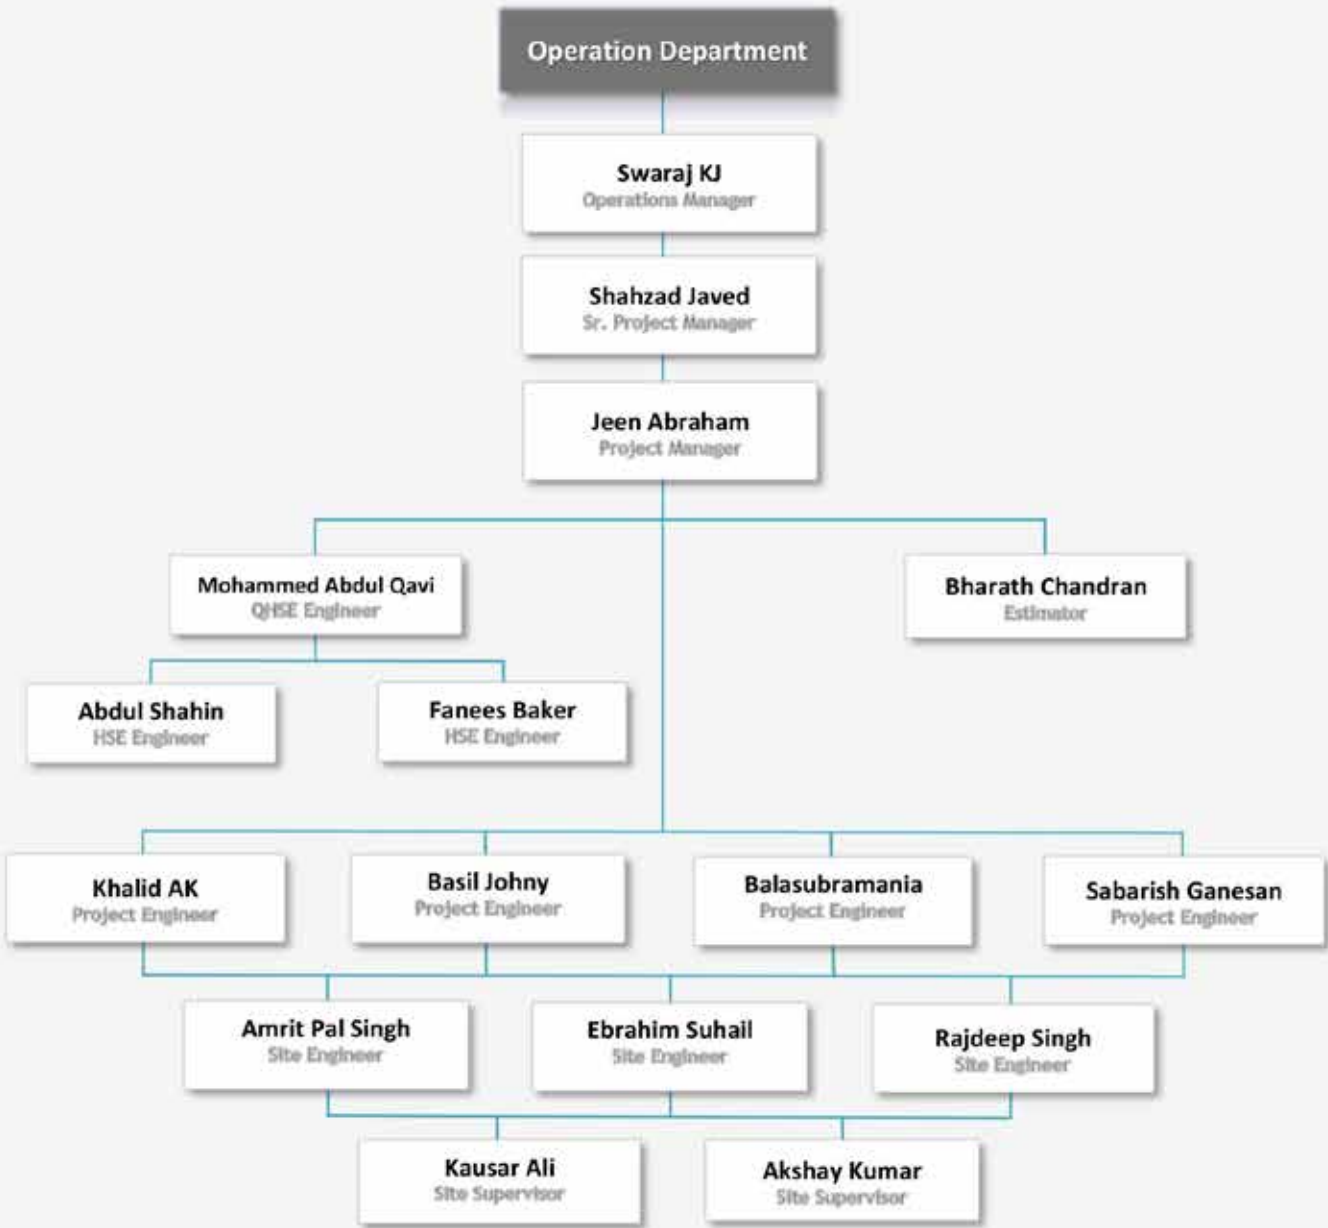 Operation Department
Swaraj KJ
Operations Manager
Shahzad Javed
Sr. Project Manager
Jeen Abraham
Project Manager
Mohammed Abdul Qavi
QHSE Engineer
Bharath Chandran
Estimator
Abdul Shahin
HSE Engineer
Fanees Baker
HSE Engineer
Khalid AK
Project Engineer
Basil Johny
Project Engineer
Balasubramania
Project Engineer
Sabarish Ganesan
Project Engineer
Amrit Pal Singh
Site Engineer
Ebrahim Suhail
Site Engineer
Rajdeep Singh
Site Engineer
Kausar Ali
Site Supervisor
Akshay Kumar
Site Supervisor